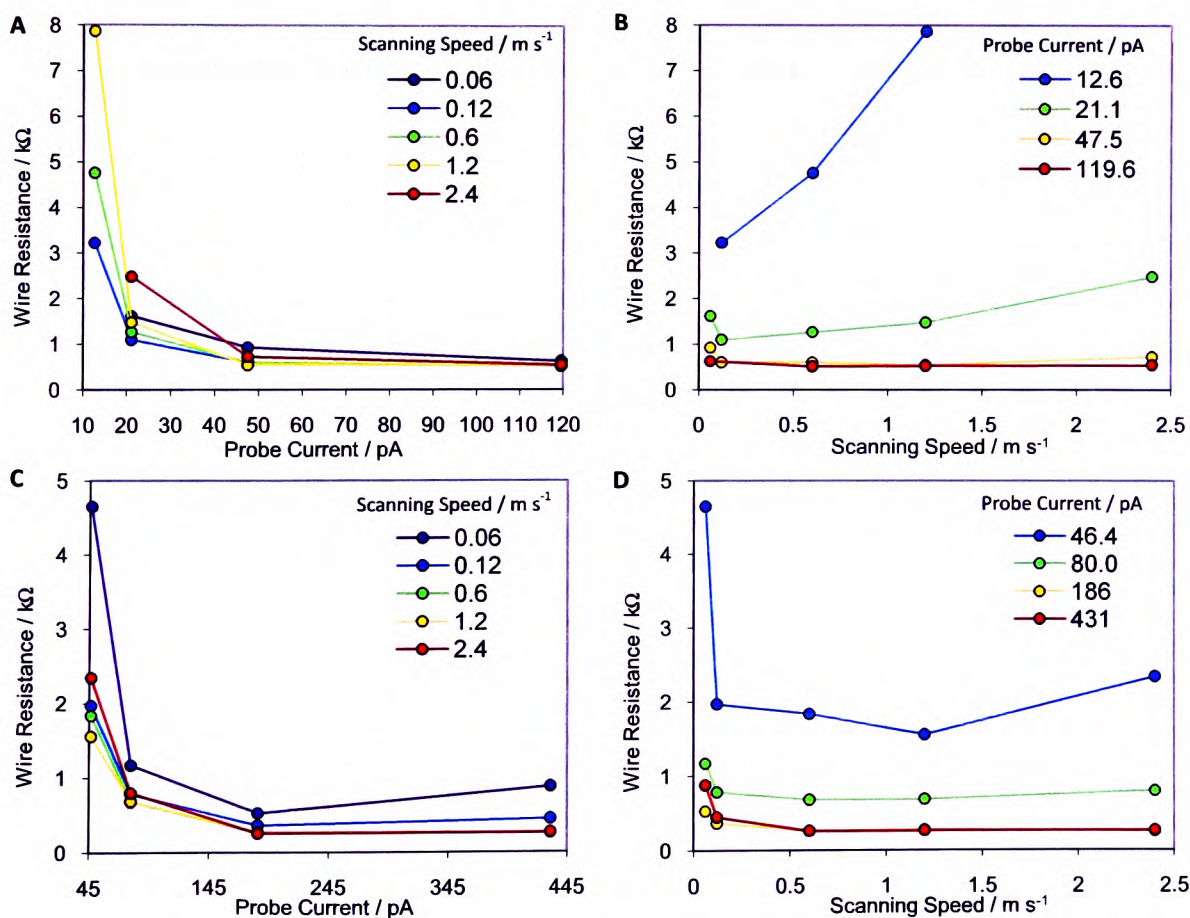 A
Scanning Speed / m s⁻¹
0.06
0.12
0.6
1.2
2.4
8
7
6
5
4
3
2
1
0
Wire Resistance / kΩ
10 20 30 40 50 60 70 80 90 100 110 120
Probe Current / pA
B
Probe Current / pA
12.6
21.1
47.5
119.6
8
7
6
5
4
3
2
1
0
Wire Resistance / kΩ
0 0.5 1 1.5 2 2.5
Scanning Speed / m s⁻¹
C
Scanning Speed / m s⁻¹
0.06
0.12
0.6
1.2
2.4
5
4
3
2
1
0
Wire Resistance / kΩ
45 145 245 345 445
Probe Current / pA
D
Probe Current / pA
46.4
80.0
186
431
5
4
3
2
1
0
Wire Resistance / kΩ
0 0.5 1 1.5 2 2.5
Scanning Speed / m s⁻¹